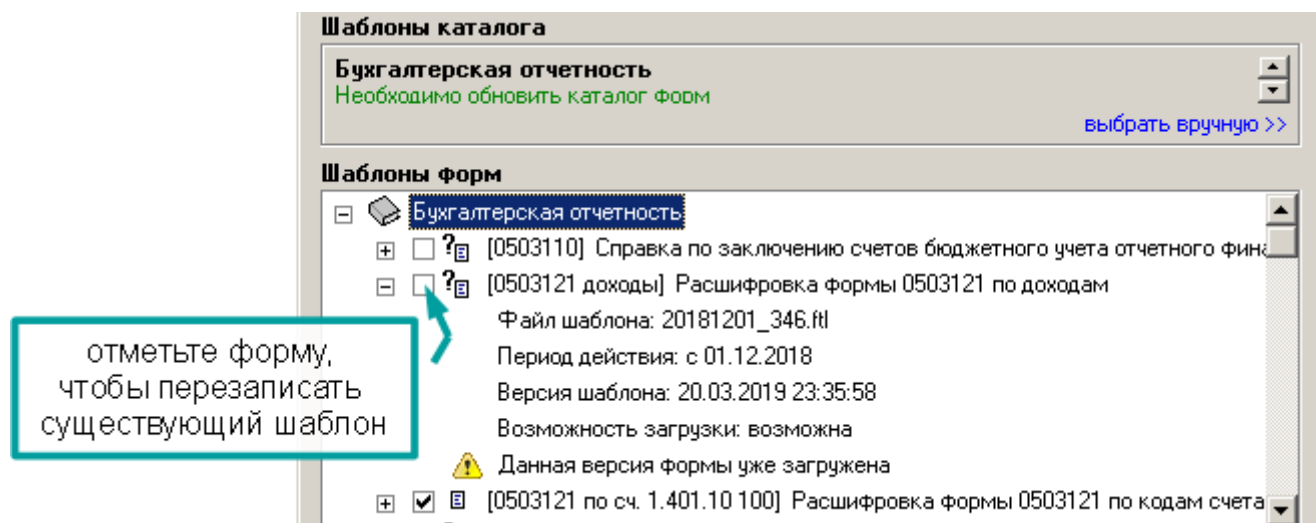 Шаблоны каталога
Бухгалтерская отчетность
Необходимо обновить каталог форм
выбрать вручную >>
Шаблоны форм
Бухгалтерская отчетность
[0503110] Справка по заключению счетов бюджетного учета отчетного фин
[0503121 доходы] Расшифровка формы 0503121 по доходам
Файл шаблона: 20181201_346.ftl
Период действия: с 01.12.2018
Версия шаблона: 20.03.2019 23:35:58
Возможность загрузки: возможна
Данная версия формы уже загружена
[0503121 по сч. 1.401.10 100] Расшифровка формы 0503121 по кодам счета
отметьте форму,
чтобы перезаписать
существующий шаблон